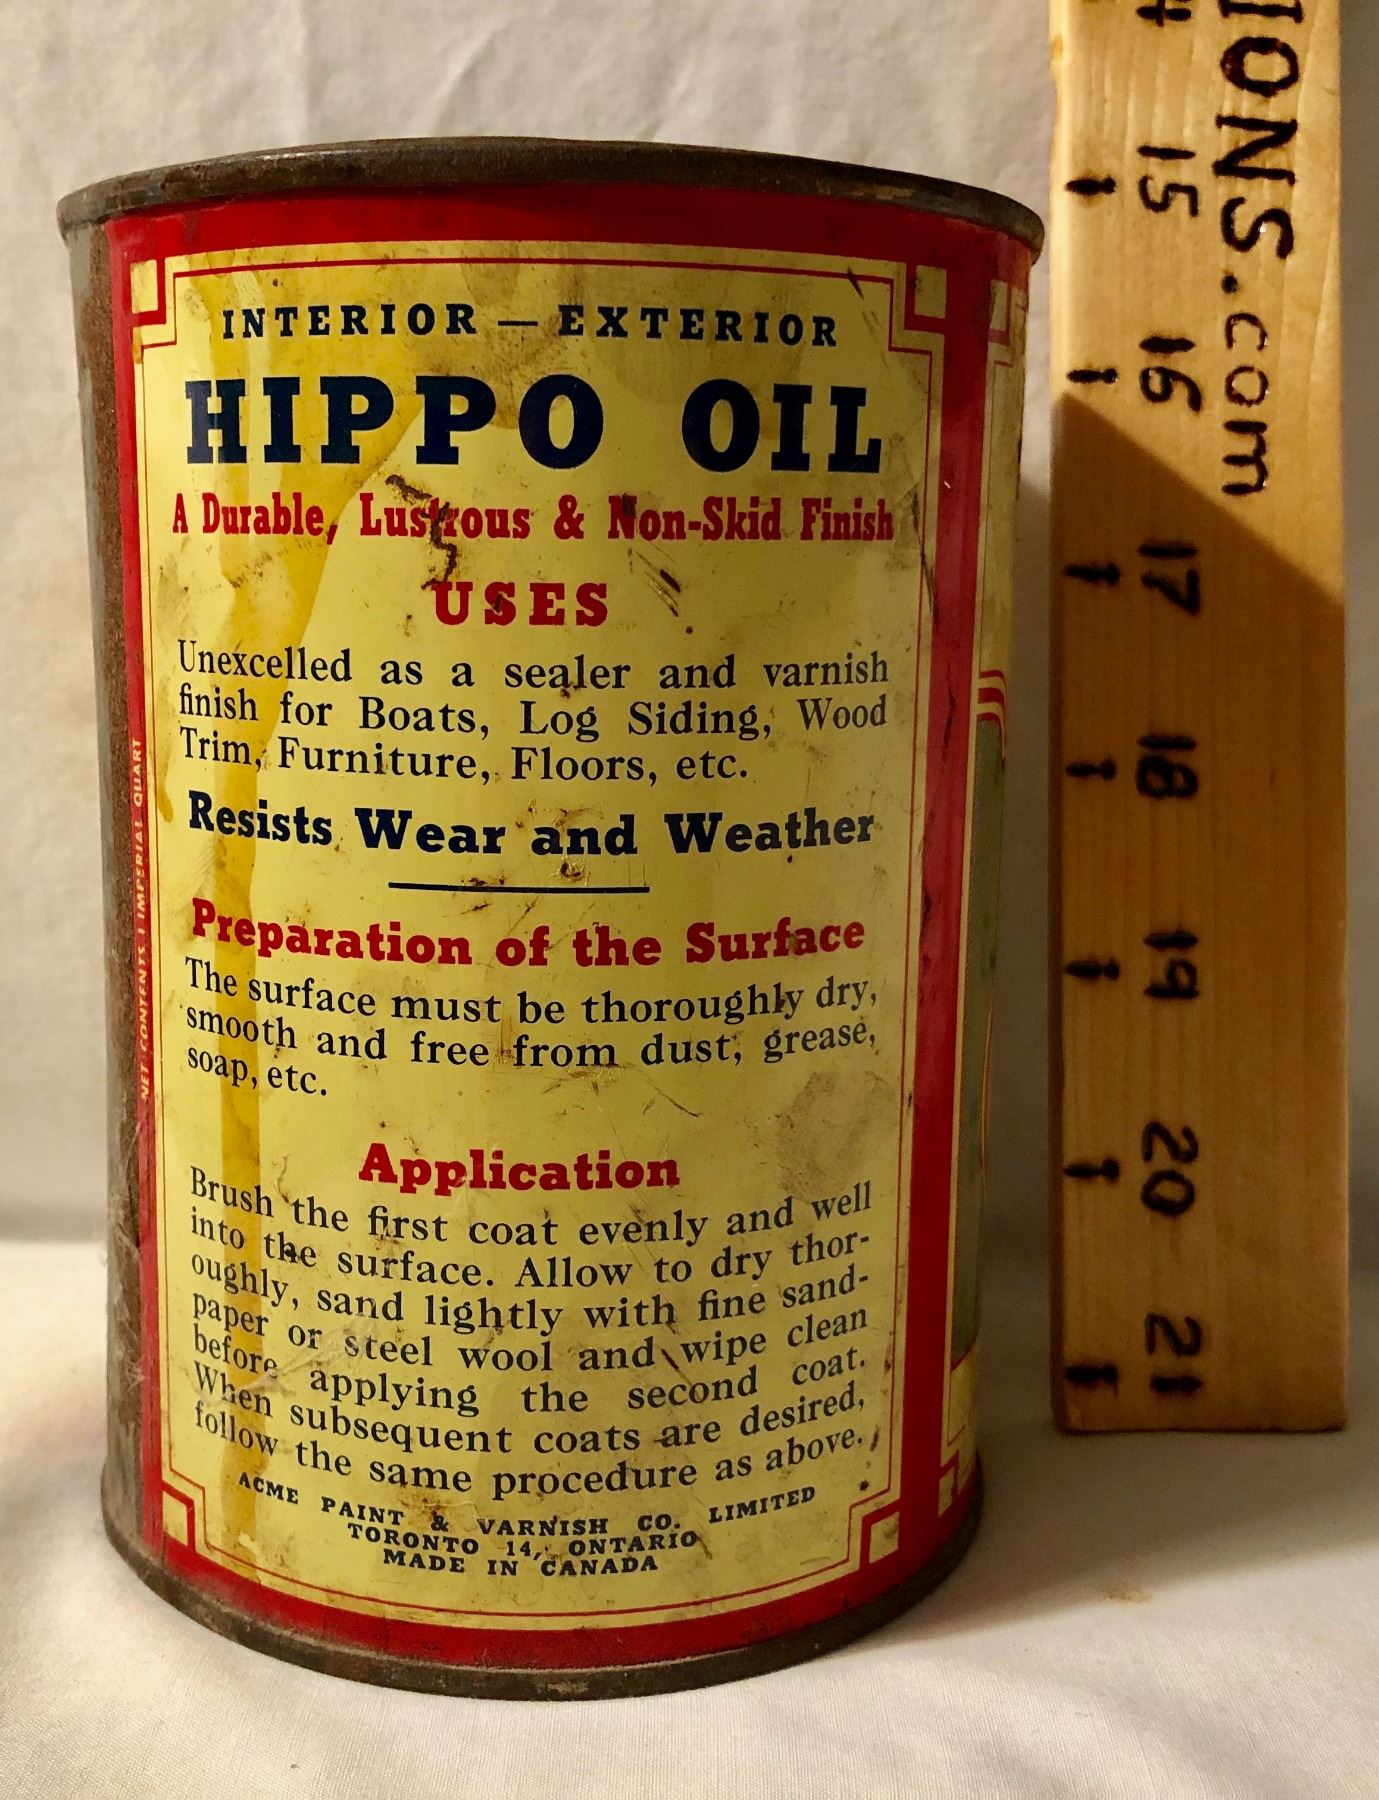 INTERIOR — EXTERIOR
HIPPO OIL
A Durable, Lustrous & Non-Skid Finish
USES
Unexcelled as a sealer and varnish
finish for Boats, Log Siding, Wood
Trim, Furniture, Floors, etc.
Resists Wear and Weather
Preparation of the Surface
The surface must be thoroughly dry,
smooth and free from dust, grease,
soap, etc.
Application
Brush the first coat evenly and well
into the surface. Allow to dry thor-
oughly, sand lightly with fine sand-
paper or steel wool and wipe clean
before applying the second coat.
When subsequent coats are desired,
follow the same procedure as above.
ACME PAINT & VARNISH CO. LIMITED
TORONTO 14, ONTARIO
MADE IN CANADA
NET CONTENTS 1 IMPERIAL QUART
IONS.com
4
15
16
17
18
19
20
21